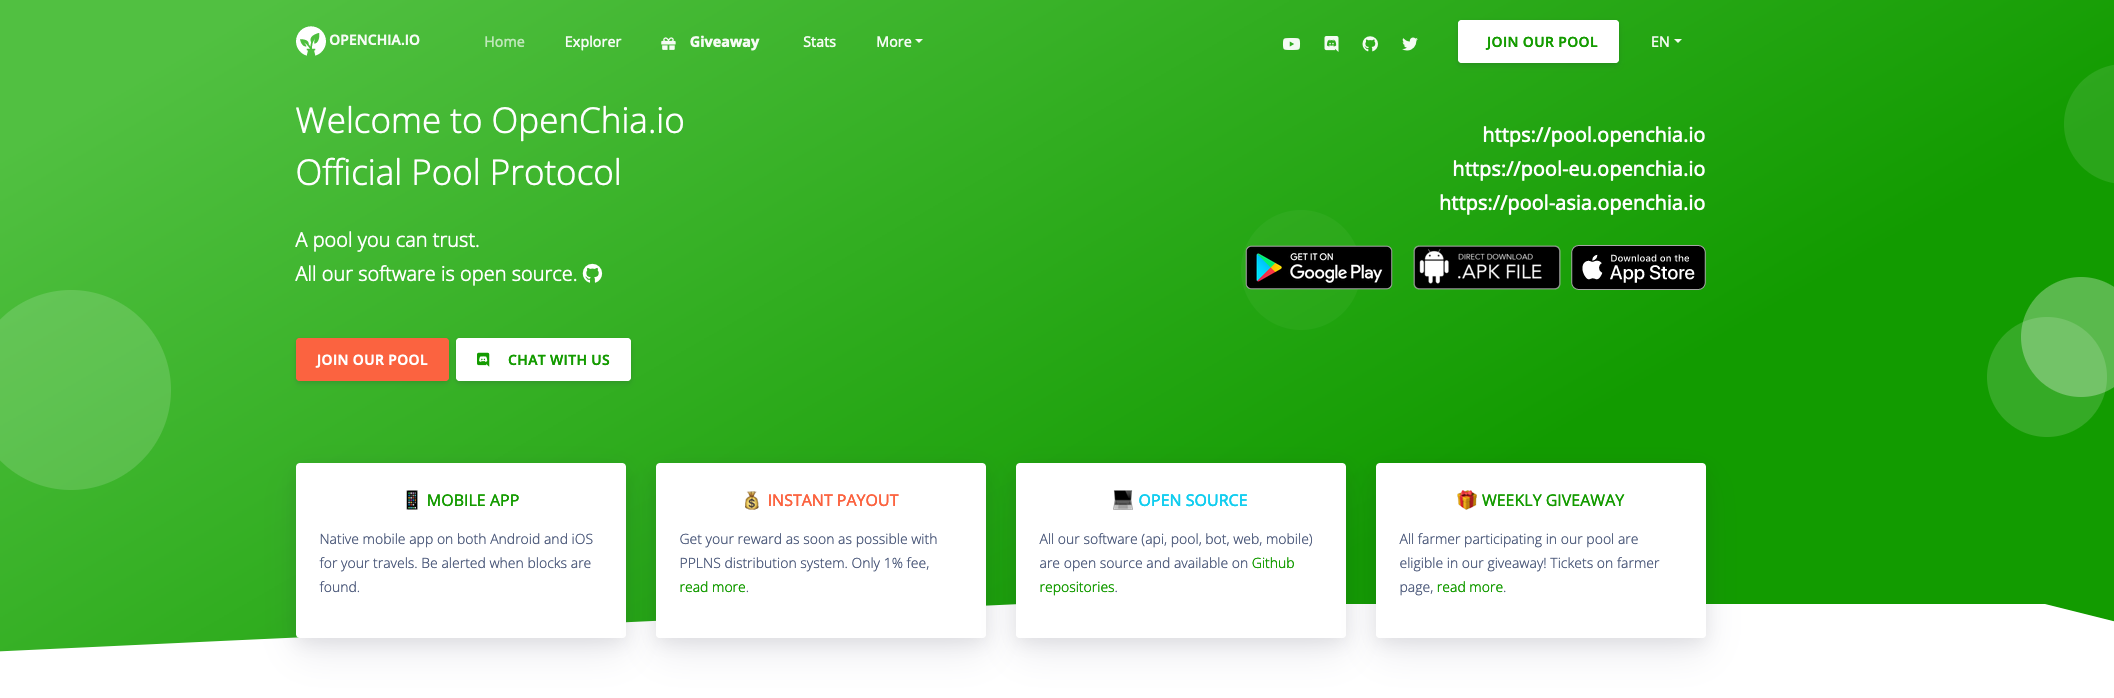 OPENCHIA.IO
Home
Explorer
Giveaway
Stats
More
JOIN OUR POOL
EN
Welcome to OpenChia.io
Official Pool Protocol
A pool you can trust.
All our software is open source.
JOIN OUR POOL
CHAT WITH US
https://pool.openchia.io
https://pool-eu.openchia.io
https://pool-asia.openchia.io
GET IT ON
Google Play
DIRECT DOWNLOAD
.APK FILE
Download on the
App Store
MOBILE APP
Native mobile app on both Android and iOS
for your travels. Be alerted when blocks are
found.
INSTANT PAYOUT
Get your reward as soon as possible with
PPLNS distribution system. Only 1% fee,
read more.
OPEN SOURCE
All our software (api, pool, bot, web, mobile)
are open source and available on Github
repositories.
WEEKLY GIVEAWAY
All farmer participating in our pool are
eligible in our giveaway! Tickets on farmer
page, read more.